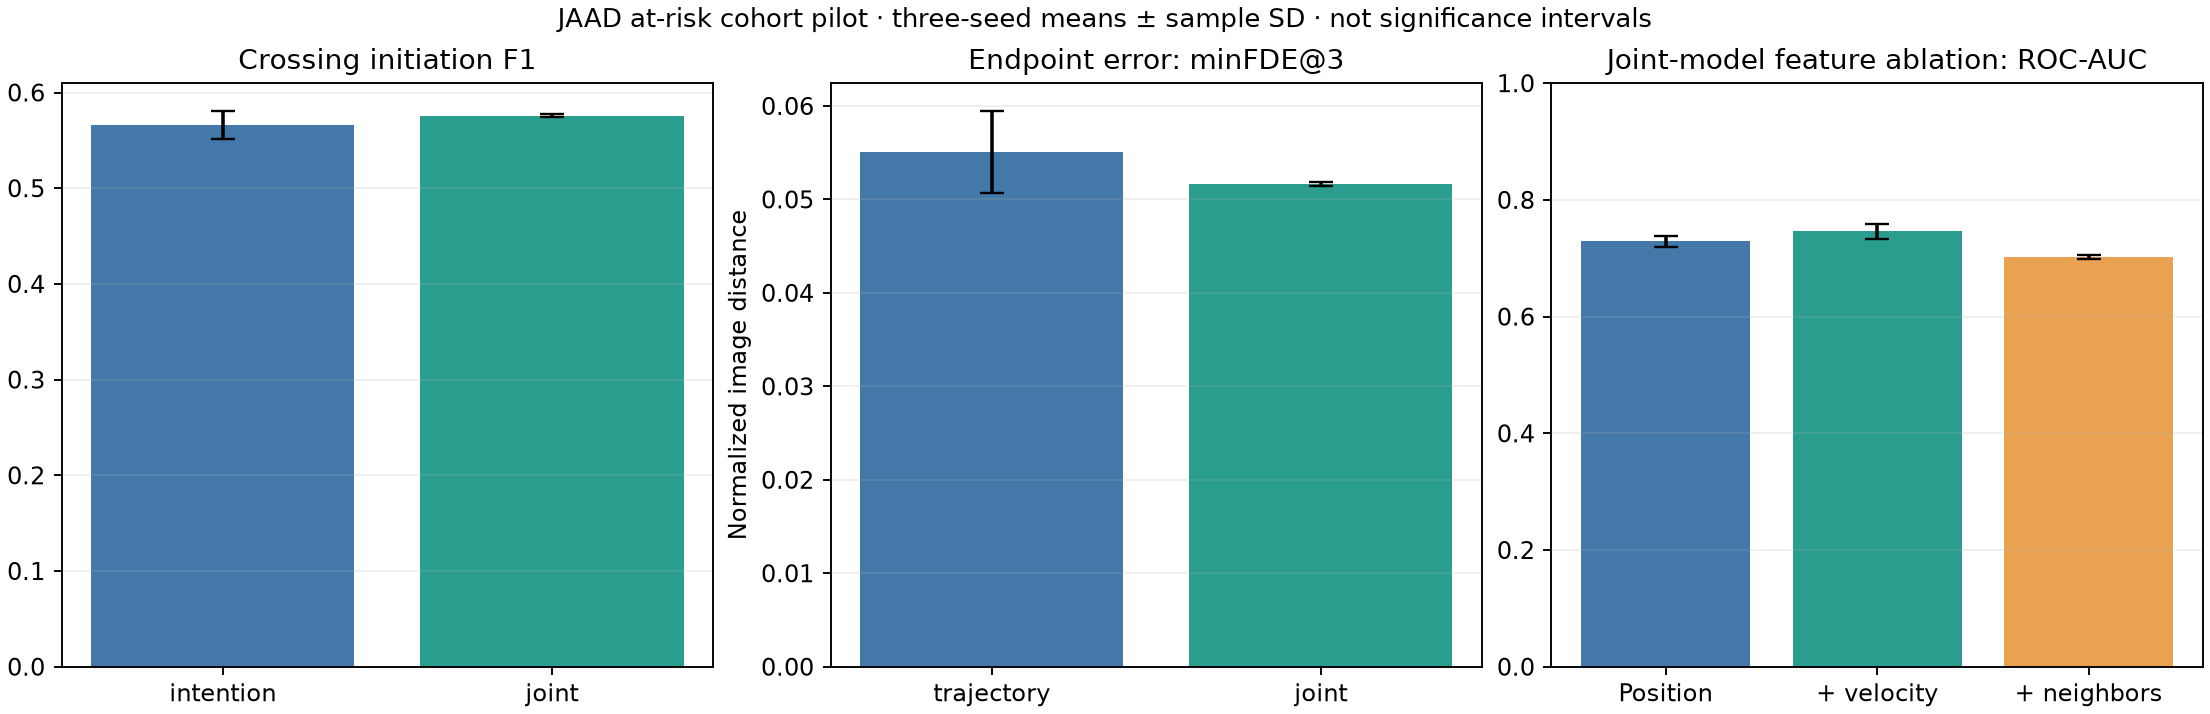 JAAD at-risk cohort pilot · three-seed means ± sample SD · not significance intervals
Crossing initiation F1
0.6
0.5
0.4
0.3
0.2
0.1
0.0
intention
joint
Endpoint error: minFDE@3
Normalized image distance
0.06
0.05
0.04
0.03
0.02
0.01
0.00
trajectory
joint
Joint-model feature ablation: ROC-AUC
1.0
0.8
0.6
0.4
0.2
0.0
Position
+ velocity
+ neighbors